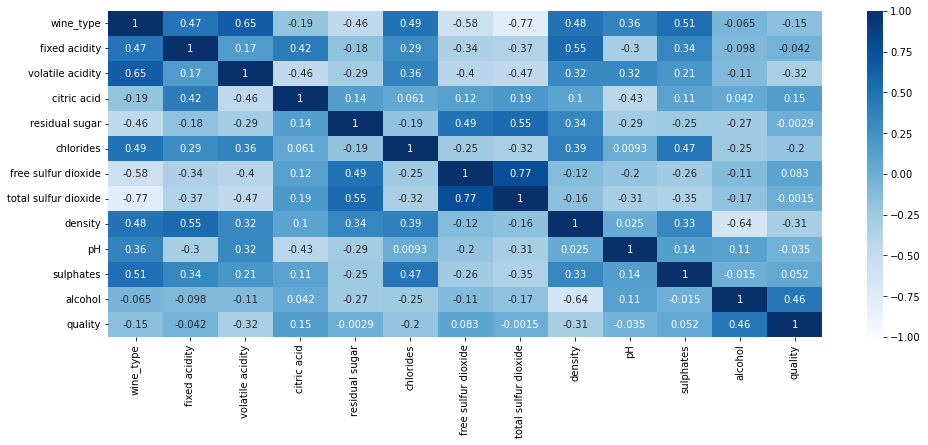 wine_type 1 0.47 0.65 -0.19 -0.46 0.49 -0.58 -0.77 0.48 0.36 0.51 -0.065 -0.15
fixed acidity 0.47 1 0.17 0.42 -0.18 0.29 -0.34 -0.37 0.55 -0.3 0.34 -0.098 -0.042
volatile acidity 0.65 0.17 1 -0.46 -0.29 0.36 -0.4 -0.47 0.32 0.32 0.21 -0.11 -0.32
citric acid -0.19 0.42 -0.46 1 0.14 0.061 0.12 0.19 0.1 -0.43 0.11 0.042 0.15
residual sugar -0.46 -0.18 -0.29 0.14 1 -0.19 0.49 0.55 0.34 -0.29 -0.25 -0.27 -0.0029
chlorides 0.49 0.29 0.36 0.061 -0.19 1 -0.25 -0.32 0.39 0.0093 0.47 -0.25 -0.2
free sulfur dioxide -0.58 -0.34 -0.4 0.12 0.49 -0.25 1 0.77 -0.12 -0.2 -0.26 -0.11 0.083
total sulfur dioxide -0.77 -0.37 -0.47 0.19 0.55 -0.32 0.77 1 -0.16 -0.31 -0.35 -0.17 -0.0015
density 0.48 0.55 0.32 0.1 0.34 0.39 -0.12 -0.16 1 0.025 0.33 -0.64 -0.31
pH 0.36 -0.3 0.32 -0.43 -0.29 0.0093 -0.2 -0.31 0.025 1 0.14 0.11 -0.035
sulphates 0.51 0.34 0.21 0.11 -0.25 0.47 -0.26 -0.35 0.33 0.14 1 -0.015 0.052
alcohol -0.065 -0.098 -0.11 0.042 -0.27 -0.25 -0.11 -0.17 -0.64 0.11 -0.015 1 0.46
quality -0.15 -0.042 -0.32 0.15 -0.0029 -0.2 0.083 -0.0015 -0.31 -0.035 0.052 0.46 1
wine_type
fixed acidity
volatile acidity
citric acid
residual sugar
chlorides
free sulfur dioxide
total sulfur dioxide
density
pH
sulphates
alcohol
quality
1.00
0.75
0.50
0.25
0.00
−0.25
−0.50
−0.75
−1.00